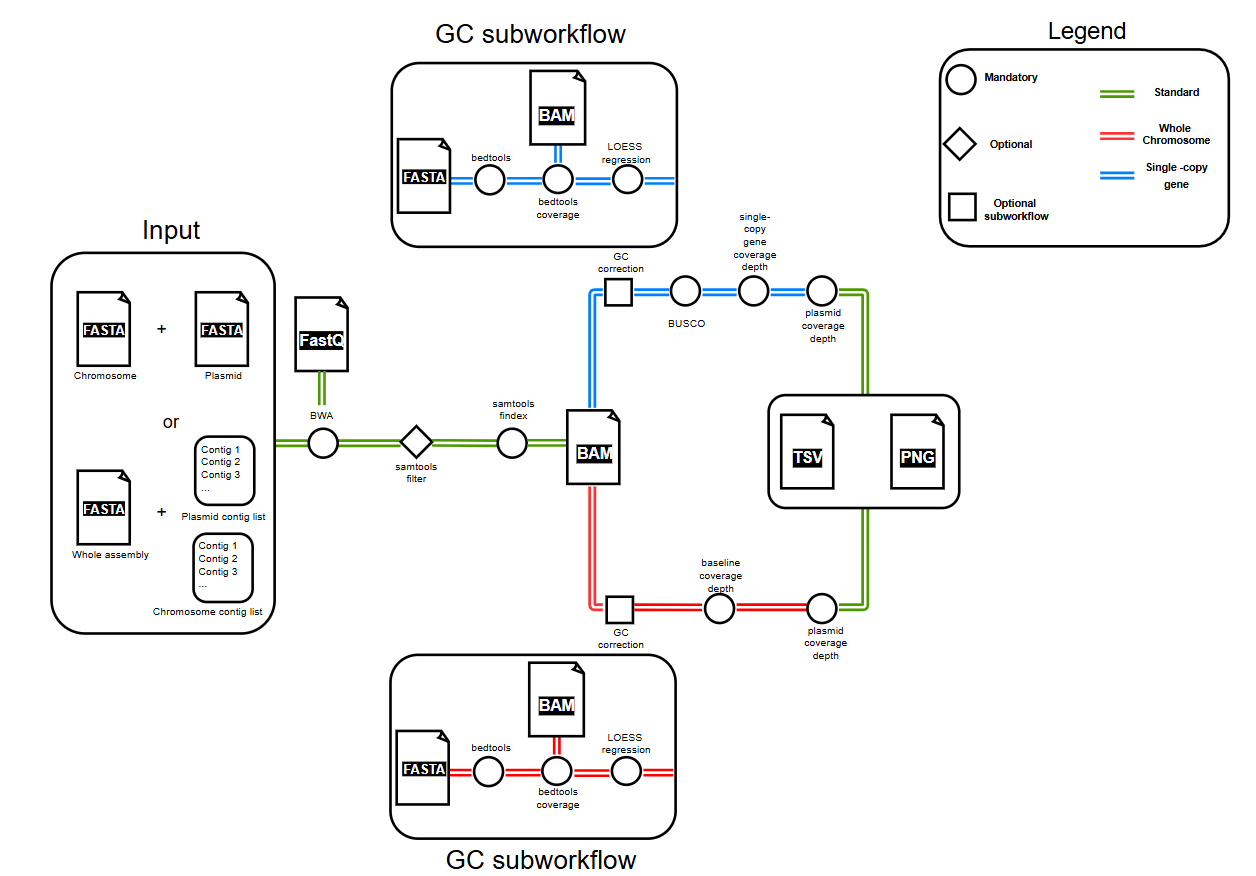 GC subworkflow
BAM
FASTA
bedtools
bedtools
coverage
LOESS
regression
Legend
Mandatory
Optional
Optional
subworkflow
Standard
Whole
Chromosome
Single -copy
gene
Input
FASTA
+
FASTA
Chromosome
Plasmid
or
FASTA
+
Whole assembly
Contig 1
Contig 2
Contig 3
...
Plasmid contig list
Contig 1
Contig 2
Contig 3
...
Chromosome contig list
FastQ
BWA
samtools
filter
samtools
findex
BAM
GC
correction
BUSCO
single-
copy
gene
coverage
depth
plasmid
coverage
depth
TSV
PNG
GC
correction
baseline
coverage
depth
plasmid
coverage
depth
BAM
FASTA
bedtools
bedtools
coverage
LOESS
regression
GC subworkflow